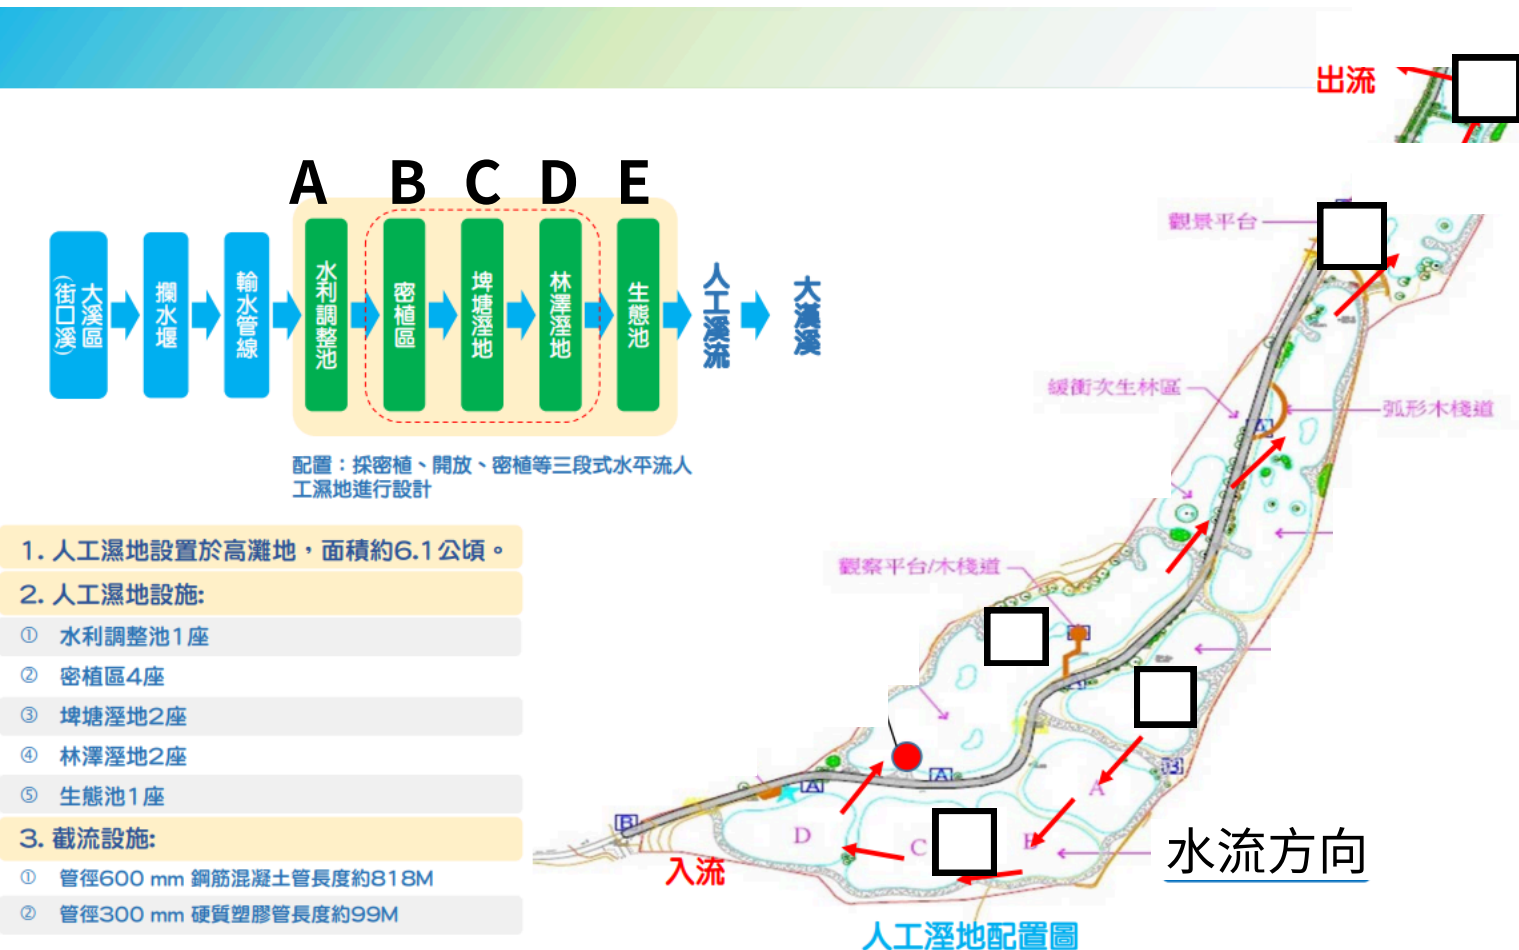 出流
A B C D E
大溪區
(街口溪)
攔水堰
輸水管線
水利調整池
密植區
埤塘溼地
林澤溼地
生態池
人工溪流
大漢溪
配置：採密植、開放、密植等三段式水平流人
工濕地進行設計
1. 人工濕地設置於高灘地，面積約6.1公頃。
2. 人工濕地設施:
① 水利調整池1座
② 密植區4座
③ 埤塘溼地2座
④ 林澤溼地2座
⑤ 生態池1座
3. 截流設施:
① 管徑600 mm 鋼筋混凝土管長度約818M
② 管徑300 mm 硬質塑膠管長度約99M
觀景平台
緩衝次生林區
弧形木棧道
觀察平台/木棧道
A
A
A
B
B
A
D
C
入流
水流方向
人工溼地配置圖